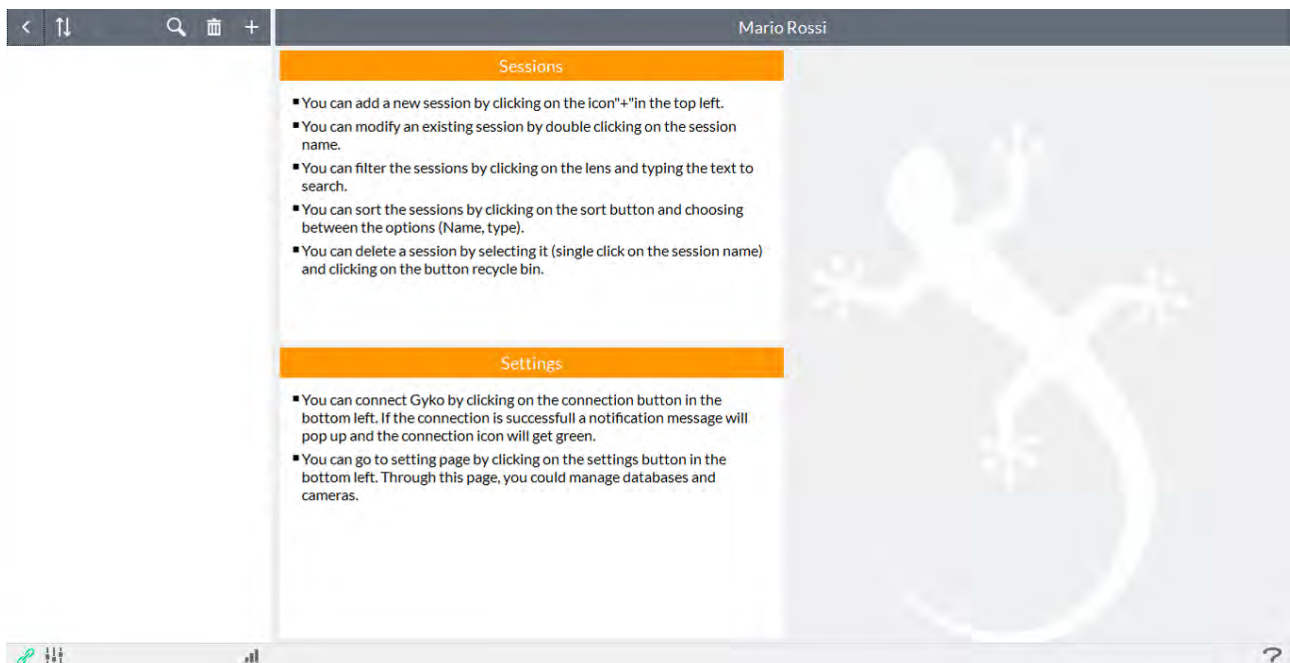 Mario Rossi
Sessions
▪ You can add a new session by clicking on the icon"+"in the top left.
▪ You can modify an existing session by double clicking on the session
name.
▪ You can filter the sessions by clicking on the lens and typing the text to
search.
▪ You can sort the sessions by clicking on the sort button and choosing
between the options (Name, type).
▪ You can delete a session by selecting it (single click on the session name)
and clicking on the button recycle bin.
Settings
▪ You can connect Gyko by clicking on the connection button in the
bottom left. If the connection is successfull a notification message will
pop up and the connection icon will get green.
▪ You can go to setting page by clicking on the settings button in the
bottom left. Through this page, you could manage databases and
cameras.
?